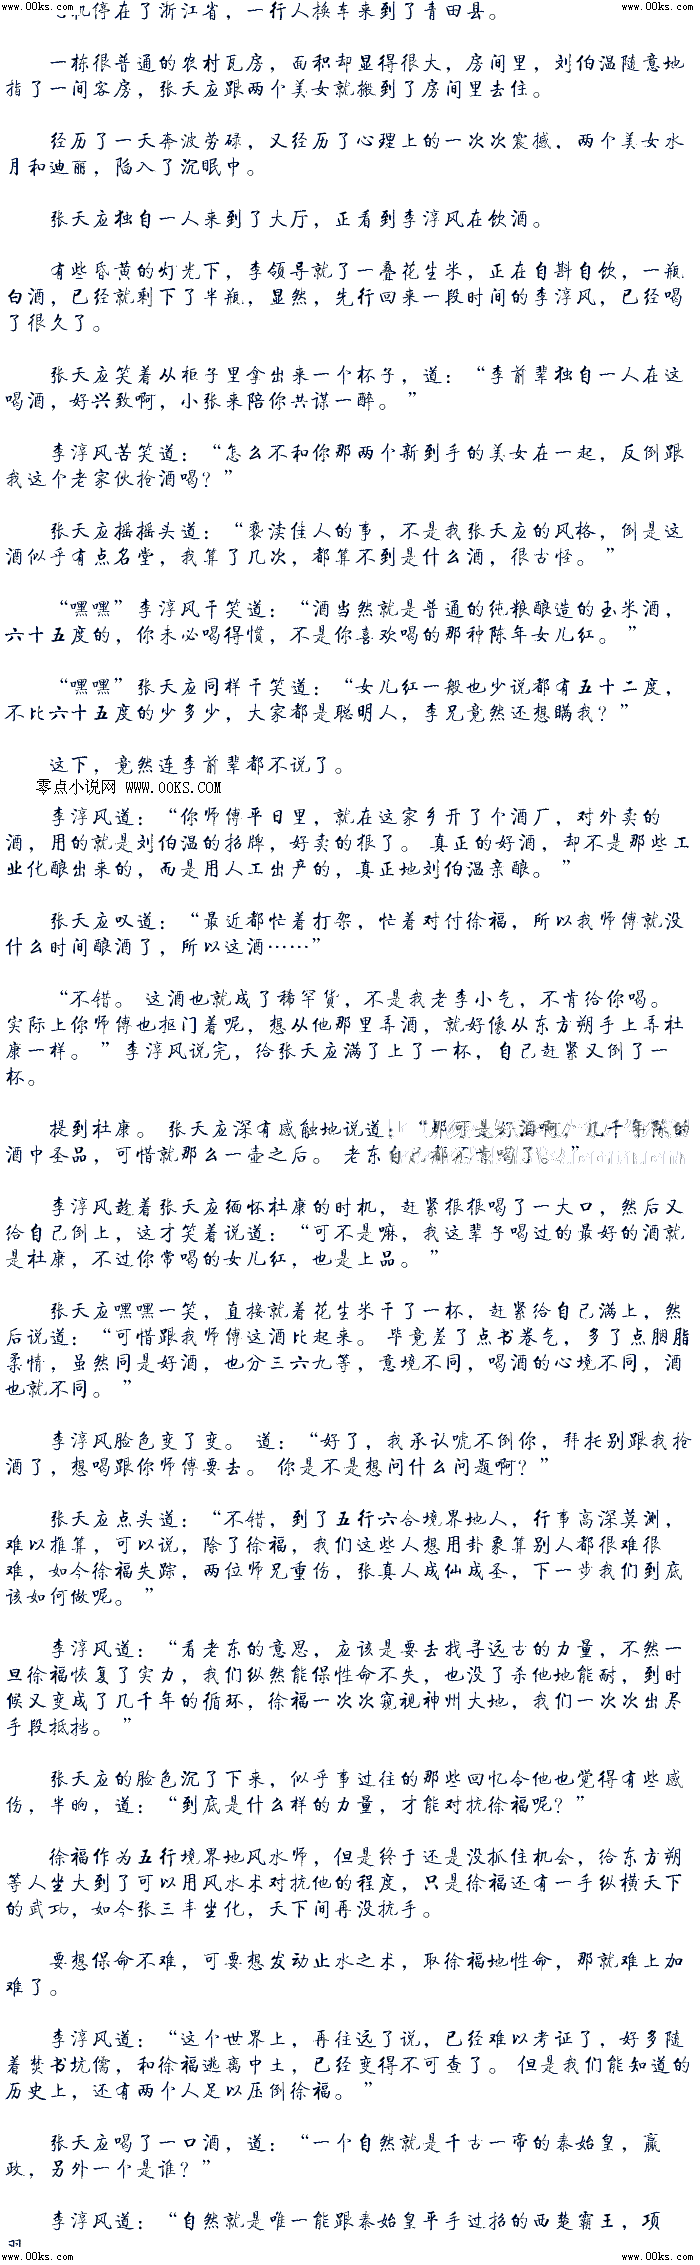 www.00ks.com www.00ks.com
飞机停在了浙江省，一行人换车来到了青田县。
一栋很普通的农村瓦房，面积却显得很大，房间里，刘伯温随意地
指了一间客房，张天应跟两个美女就搬到了房间里去住。
经历了一天奔波劳碌，又经历了心理上的一次次震撼，两个美女水
月和迪丽，陷入了沉眠中。
张天应独自一人来到了大厅，正看到李淳风在饮酒。
有些昏黄的灯光下，李领导就了一叠花生米，正在自斟自饮，一瓶
白酒，已经就剩下了半瓶，显然，先行回来一段时间的李淳风，已经喝
了很久了。
张天应笑着从柜子里拿出来一个杯子，道：“李前辈独自一人在这
喝酒，好兴致啊，小张来陪你共谋一醉。”
李淳风苦笑道：“怎么不和你那两个新到手的美女在一起，反倒跟
我这个老家伙抢酒喝？”
张天应摇摇头道：“亵渎佳人的事，不是我张天应的风格，倒是这
酒似乎有点名堂，我算了几次，都算不到是什么酒，很古怪。”
“嘿嘿”李淳风干笑道：“酒当然就是普通的纯粮酿造的玉米酒，
六十五度的，你未必喝得惯，不是你喜欢喝的那种陈年女儿红。”
“嘿嘿”张天应同样干笑道：“女儿红一般也少说都有五十二度，
不比六十五度的少多少，大家都是聪明人，李兄竟然还想瞒我？”
这下，竟然连李前辈都不说了。
零点小说网 www.00KS.COM
李淳风道：“你师傅平日里，就在这家乡开了个酒厂，对外卖的
酒，用的就是刘伯温的招牌，好卖的很了。 真正的好酒，却不是那些工
业化酿出来的，而是用人工出产的，真正地刘伯温亲酿。”
张天应叹道：“最近都忙着打架，忙着对付徐福，所以我师傅就没
什么时间酿酒了，所以这酒……”
“不错。 这酒也就成了稀罕货，不是我老李小气，不肯给你喝。
实际上你师傅也抠门着呢，想从他那里弄酒，就好像从东方朔手上弄杜
康一样。 ”李淳风说完，给张天应满了上了一杯，自己赶紧又倒了一
杯。
提到杜康。 张天应深有感触地说道：“那可是好酒啊，几千年陈的
酒中圣品，可惜就那么一壶之后。 老东自己都不肯喝了。”
李淳风趁着张天应缅怀杜康的时机，赶紧狠狠喝了一大口，然后又
给自己倒上，这才笑着说道：“可不是嘛，我这辈子喝过的最好的酒就
是杜康，不过你常喝的女儿红，也是上品。”
张天应嘿嘿一笑，直接就着花生米干了一杯，赶紧给自己满上，然
后说道：“可惜跟我师傅这酒比起来。 毕竟差了点书卷气，多了点胭脂
柔情，虽然同是好酒，也分三六九等，意境不同，喝酒的心境不同，酒
也就不同。”
李淳风脸色变了变。 道：“好了，我承认唬不倒你，拜托别跟我抢
酒了，想喝跟你师傅要去。 你是不是想问什么问题啊？”
张天应点头道：“不错，到了五行六合境界地人，行事高深莫测，
难以推算，可以说，除了徐福，我们这些人想用卦象算别人都很难很
难，如今徐福失踪，两位师兄重伤，张真人成仙成圣，下一步我们到底
该如何做呢。”
李淳风道：“看老东的意思，应该是要去找寻远古的力量，不然一
旦徐福恢复了实力，我们纵然能保性命不失，也没了杀他地能耐，到时
候又变成了几千年的循环，徐福一次次窥视神州大地，我们一次次出尽
手段抵挡。”
张天应的脸色沉了下来，似乎事过往的那些回忆令他也觉得有些感
伤，半晌，道：“到底是什么样的力量，才能对抗徐福呢？”
徐福作为五行境界地风水师，但是终于还是没抓住机会，给东方朔
等人坐大到了可以用风水术对抗他的程度，只是徐福还有一手纵横天下
的武功，如今张三丰坐化，天下间再没抗手。
要想保命不难，可要想发动止水之术，取徐福地性命，那就难上加
难了。
李淳风道：“这个世界上，再往远了说，已经难以考证了，好多随
着焚书坑儒，和徐福逃离中土，已经变得不可查了。 但是我们能知道的
历史上，还有两个人足以压倒徐福。”
张天应喝了一口酒，道：“一个自然就是千古一帝的秦始皇，嬴
政，另外一个是谁？”
李淳风道：“自然就是唯一能跟秦始皇平手过招的西楚霸王，项
www.00ks.com www.00ks.com